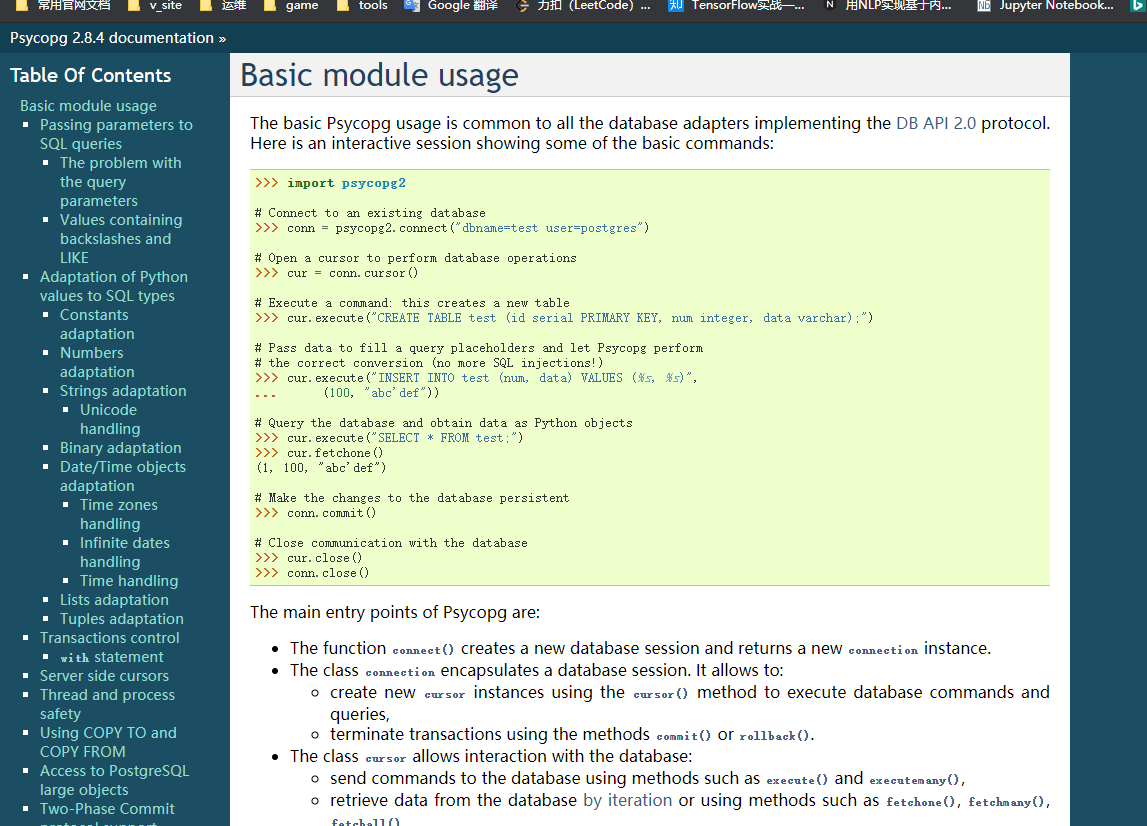 常用官网文档 v_site 运维 game tools Google 翻译 力扣（LeetCode）... TensorFlow实战—... 用NLP实现基于内... Jupyter Notebook...
Psycopg 2.8.4 documentation »
Table Of Contents
Basic module usage
Passing parameters to
SQL queries
The problem with
the query
parameters
Values containing
backslashes and
LIKE
Adaptation of Python
values to SQL types
Constants
adaptation
Numbers
adaptation
Strings adaptation
Unicode
handling
Binary adaptation
Date/Time objects
adaptation
Time zones
handling
Infinite dates
handling
Time handling
Lists adaptation
Tuples adaptation
Transactions control
with statement
Server side cursors
Thread and process
safety
Using COPY TO and
COPY FROM
Access to PostgreSQL
large objects
Two-Phase Commit
protocol support
Basic module usage
The basic Psycopg usage is common to all the database adapters implementing the DB API 2.0 protocol.
Here is an interactive session showing some of the basic commands:
>>> import psycopg2
# Connect to an existing database
>>> conn = psycopg2.connect("dbname=test user=postgres")
# Open a cursor to perform database operations
>>> cur = conn.cursor()
# Execute a command: this creates a new table
>>> cur.execute("CREATE TABLE test (id serial PRIMARY KEY, num integer, data varchar);")
# Pass data to fill a query placeholders and let Psycopg perform
# the correct conversion (no more SQL injections!)
>>> cur.execute("INSERT INTO test (num, data) VALUES (%s, %s)",
... (100, "abc'def"))
# Query the database and obtain data as Python objects
>>> cur.execute("SELECT * FROM test;")
>>> cur.fetchone()
(1, 100, "abc'def")
# Make the changes to the database persistent
>>> conn.commit()
# Close communication with the database
>>> cur.close()
>>> conn.close()
The main entry points of Psycopg are:
The function connect() creates a new database session and returns a new connection instance.
The class connection encapsulates a database session. It allows to:
create new cursor instances using the cursor() method to execute database commands and
queries,
terminate transactions using the methods commit() or rollback().
The class cursor allows interaction with the database:
send commands to the database using methods such as execute() and executemany(),
retrieve data from the database by iteration or using methods such as fetchone(), fetchmany(),
fetchall()